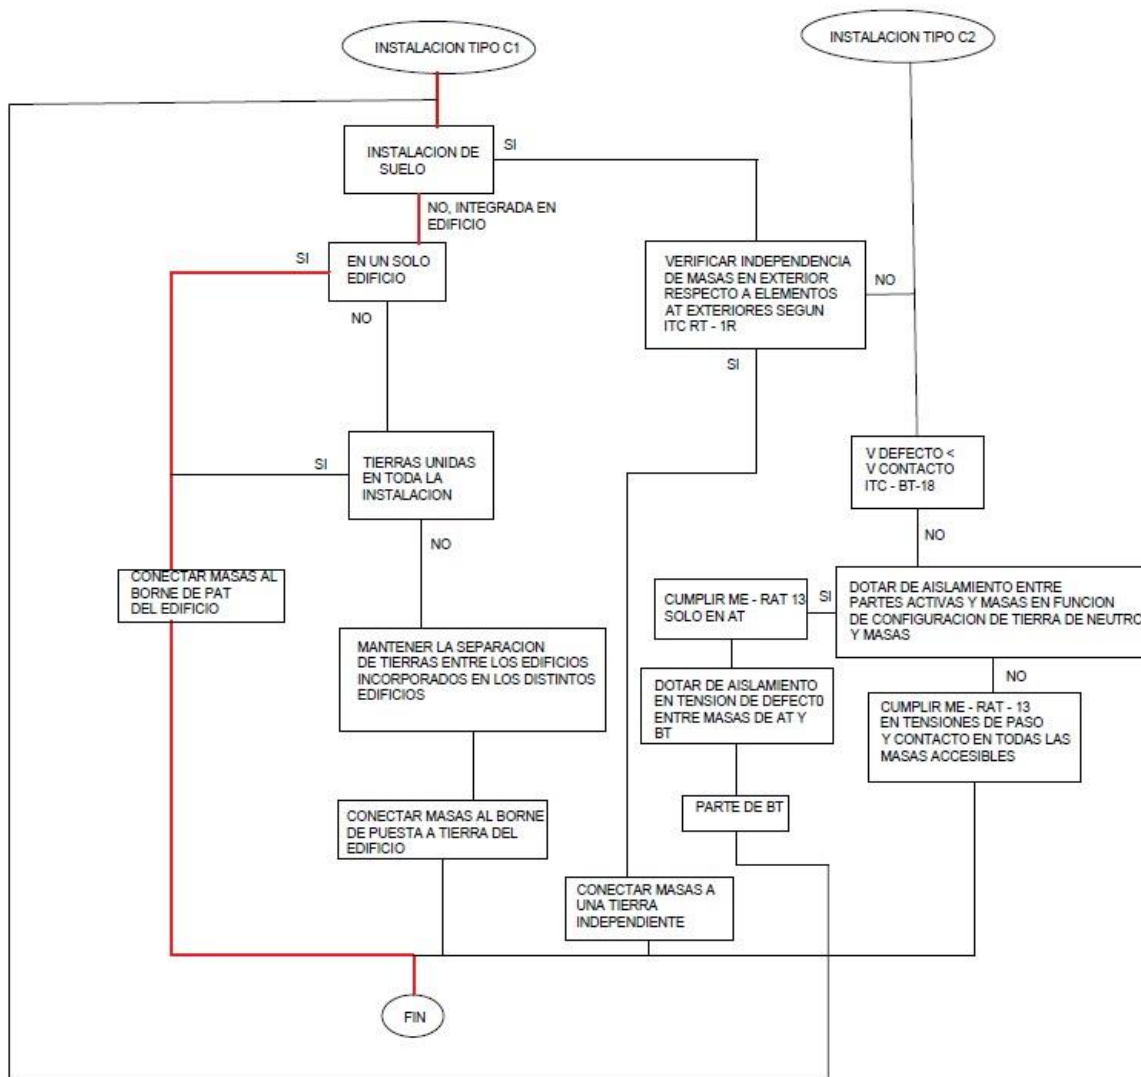 INSTALACION TIPO C1
INSTALACION TIPO C2
INSTALACION DE
SUELO
SI
NO, INTEGRADA EN
EDIFICIO
SI
EN UN SOLO
EDIFICIO
NO
VERIFICAR INDEPENDENCIA
DE MASAS EN EXTERIOR
RESPECTO A ELEMENTOS
AT EXTERIORES SEGUN
ITC RT - 1R
NO
SI
SI
TIERRAS UNIDAS
EN TODA LA
INSTALACION
NO
V DEFECTO <
V CONTACTO
ITC - BT-18
NO
CONECTAR MASAS AL
BORNE DE PAT
DEL EDIFICIO
CUMPLIR ME - RAT 13
SOLO EN AT
SI
DOTAR DE AISLAMIENTO ENTRE
PARTES ACTIVAS Y MASAS EN FUNCION
DE CONFIGURACION DE TIERRA DE NEUTRO
Y MASAS
NO
MANTENER LA SEPARACION
DE TIERRAS ENTRE LOS EDIFICIOS
INCORPORADOS EN LOS DISTINTOS
EDIFICIOS
DOTAR DE AISLAMIENTO
EN TENSION DE DEFECT0
ENTRE MASAS DE AT Y
BT
CUMPLIR ME - RAT - 13
EN TENSIONES DE PASO
Y CONTACTO EN TODAS LAS
MASAS ACCESIBLES
CONECTAR MASAS AL BORNE
DE PUESTA A TIERRA DEL
EDIFICIO
PARTE DE BT
CONECTAR MASAS A
UNA TIERRA
INDEPENDIENTE
FIN